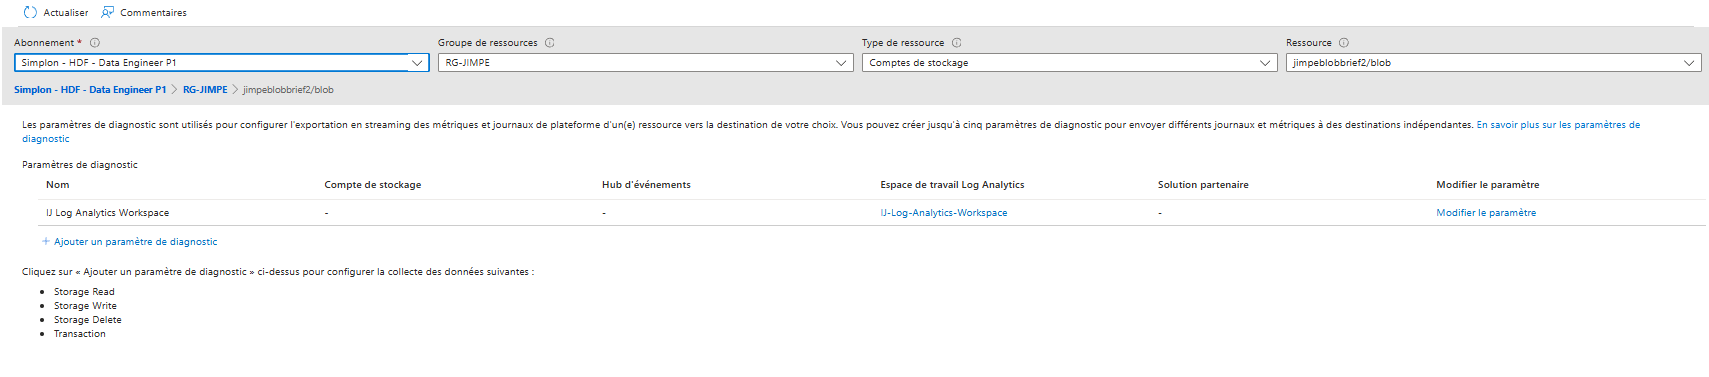 Actualiser Commentaires
Abonnement * Groupe de ressources Type de ressource Ressource
Simplon - HDF - Data Engineer P1 RG-JIMPE Comptes de stockage jimpeblobbrief2/blob
Simplon - HDF - Data Engineer P1 > RG-JIMPE > jimpeblobbrief2/blob
Les paramètres de diagnostic sont utilisés pour configurer l'exportation en streaming des métriques et journaux de plateforme d'un(e) ressource vers la destination de votre choix. Vous pouvez créer jusqu'à cinq paramètres de diagnostic pour envoyer différents journaux et métriques à des destinations indépendantes. En savoir plus sur les paramètres de
diagnostic
Paramètres de diagnostic
Nom Compte de stockage Hub d'événements Espace de travail Log Analytics Solution partenaire Modifier le paramètre
IJ Log Analytics Workspace - - IJ-Log-Analytics-Workspace - Modifier le paramètre
+ Ajouter un paramètre de diagnostic
Cliquez sur « Ajouter un paramètre de diagnostic » ci-dessus pour configurer la collecte des données suivantes :
• Storage Read
• Storage Write
• Storage Delete
• Transaction